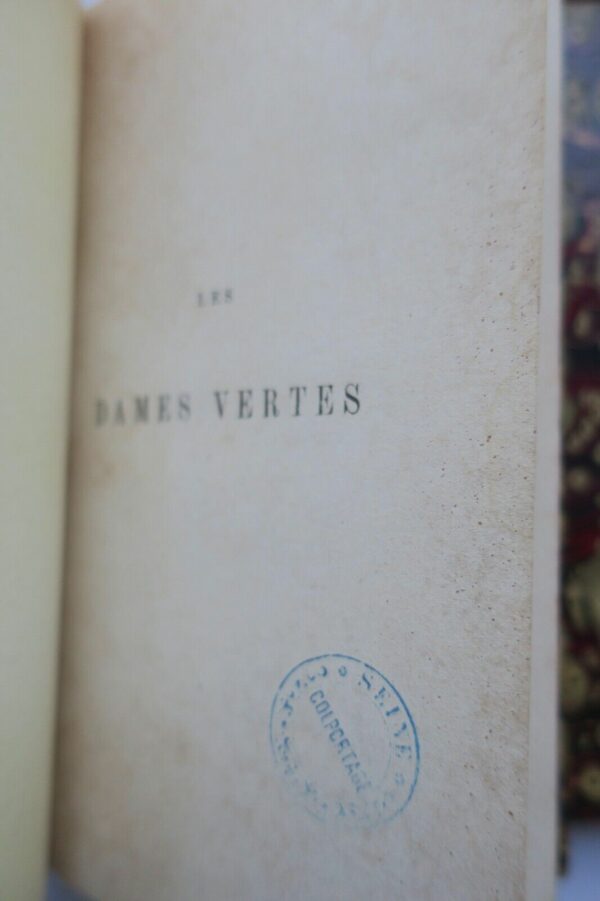 LES
DAMES VERTES
SEINE
COLPORTAGE